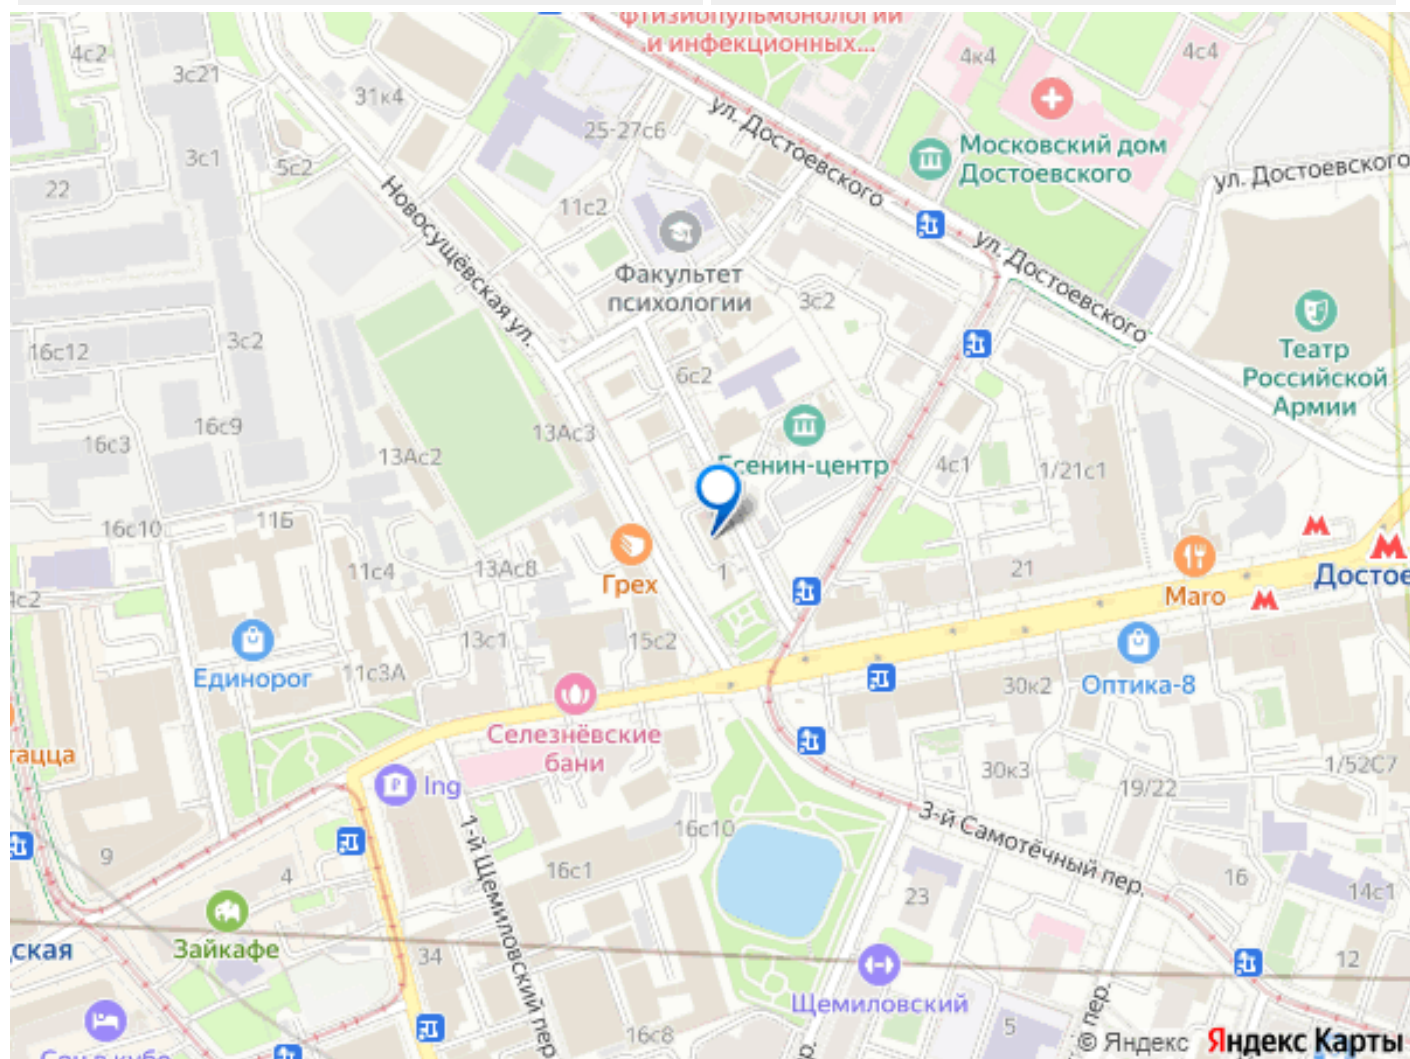 фтизиопульмонологии
и инфекционных...
4с2
3с21
31к4
4к4
4с4
25-27с6
ул. Достоевского
Московский дом
Достоевского
ул. Достоевского
3с1
5с2
22
11с2
Новосущёвская ул.
Факультет
психологии
ул. Достоевского
3с2
Театр
Российской
Армии
16с12
3с2
6с2
16с3
16с9
13Ас2
13Ас3
Есенин-центр
4с1
1/21с1
16с10
11Б
11с4
13Ас8
Грех
1
21
Maro
Достое
4с2
13с1
15с2
Единорог
11с3А
Селезнёвские
бани
30к2
Оптика-8
тацца
Ing
30к3
1/52С7
19/22
1-й Щемиловский пер.
16с10
3-й Самотёчный пер.
9
4
16с1
23
16
14с1
Зайкафе
ская
34
12
Щемиловский
16с8
5
пер.
р.
© Яндекс
Яндекс Карты